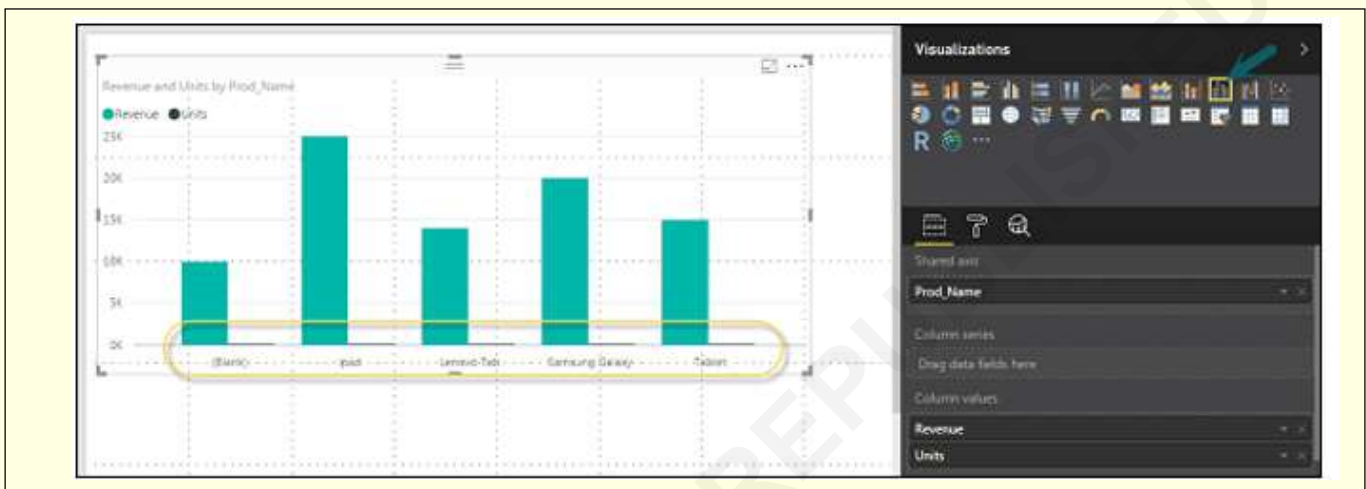 Visualizations
Revenue and Units by Prod_Name
Revenue Units
25K
20K
15K
10K
5K
0K
(Blank) Ipad Lenovo-Tab Samsung Galaxy Tablet
R
Shared axis
Prod_Name
Column series
Drag data fields here
Column values
Revenue
Units